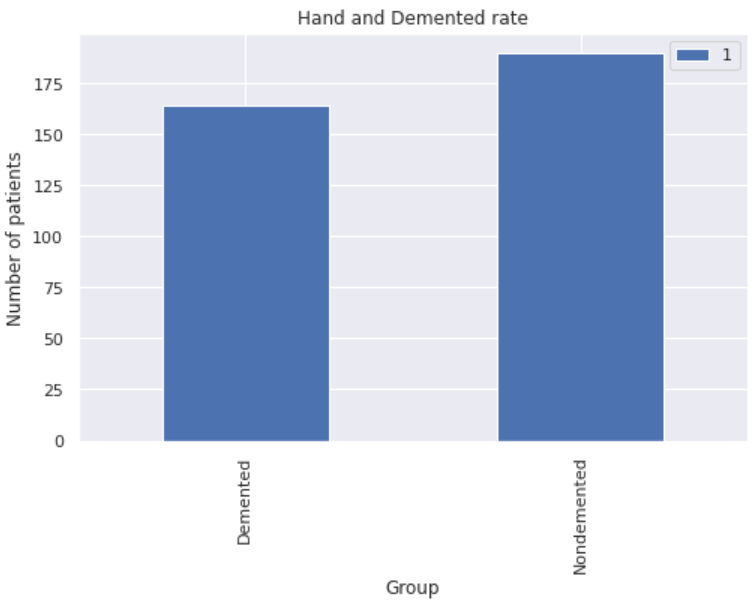 Hand and Demented rate
1
Number of patients
175
150
125
100
75
50
25
0
Demented
Nondemented
Group